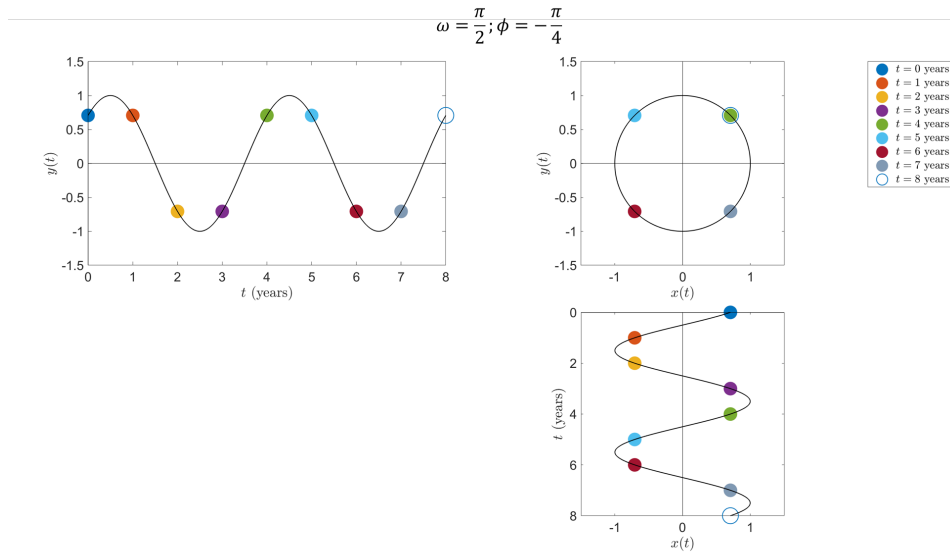 ω = π/2 ; ϕ = −π/4
1.5
1
0.5
0
-0.5
-1
-1.5
y(t)
0 1 2 3 4 5 6 7 8
t (years)
1.5
1
0.5
0
-0.5
-1
-1.5
y(t)
-1 0 1
x(t)
t = 0 years
t = 1 years
t = 2 years
t = 3 years
t = 4 years
t = 5 years
t = 6 years
t = 7 years
t = 8 years
0
2
4
6
8
t (years)
-1 0 1
x(t)